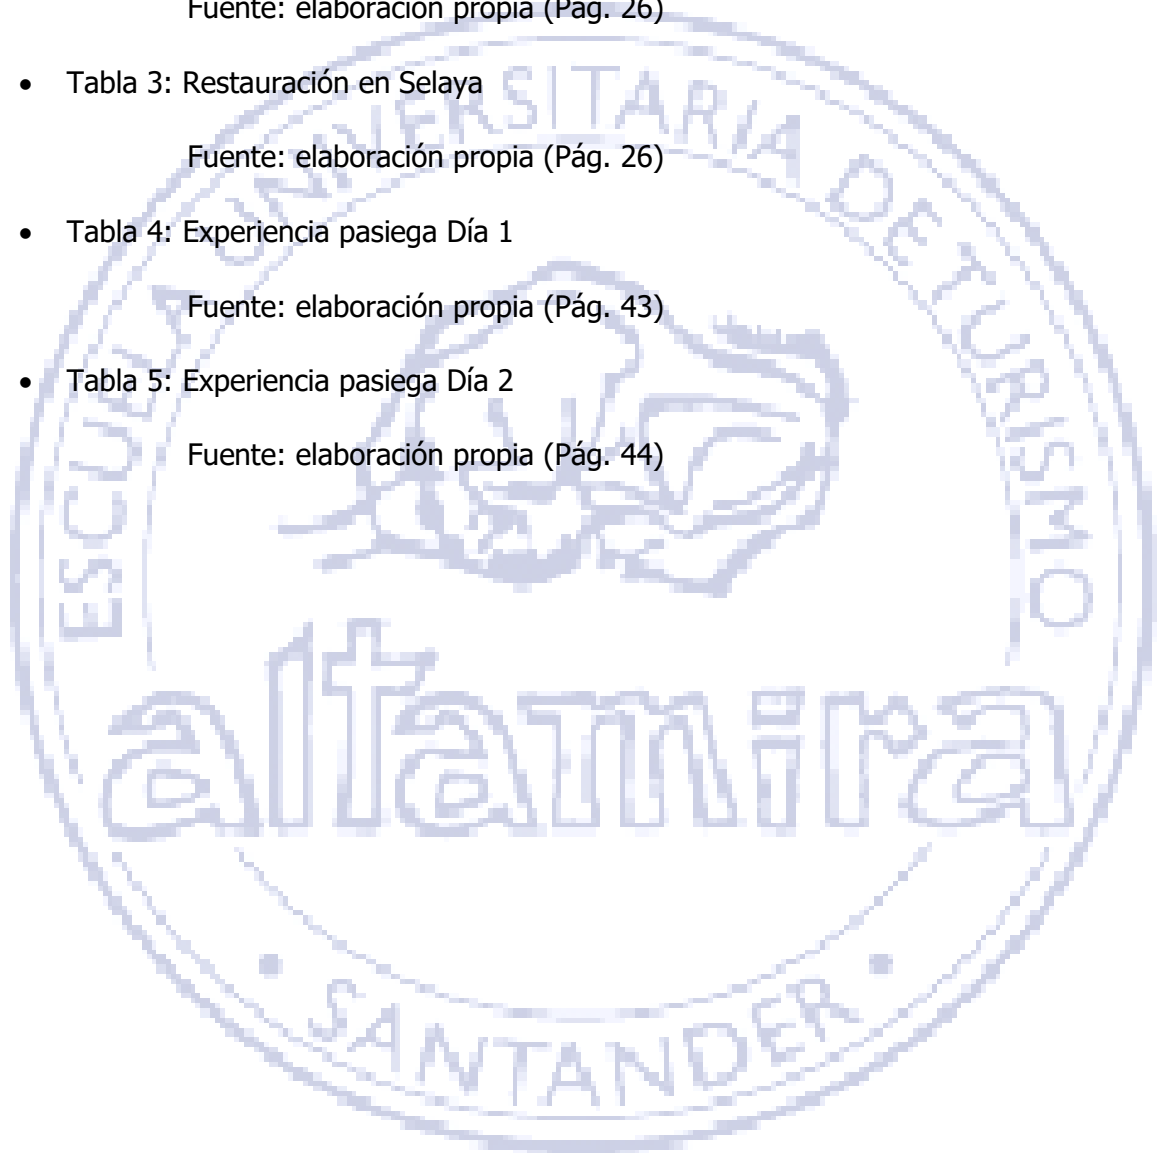 Fuente: elaboración propia (Pág. 26)
• Tabla 3: Restauración en Selaya
Fuente: elaboración propia (Pág. 26)
• Tabla 4: Experiencia pasiega Día 1
Fuente: elaboración propia (Pág. 43)
• Tabla 5: Experiencia pasiega Día 2
Fuente: elaboración propia (Pág. 44)
ESCUELA UNIVERSITARIA DE TURISMO
altamira
• SANTANDER •